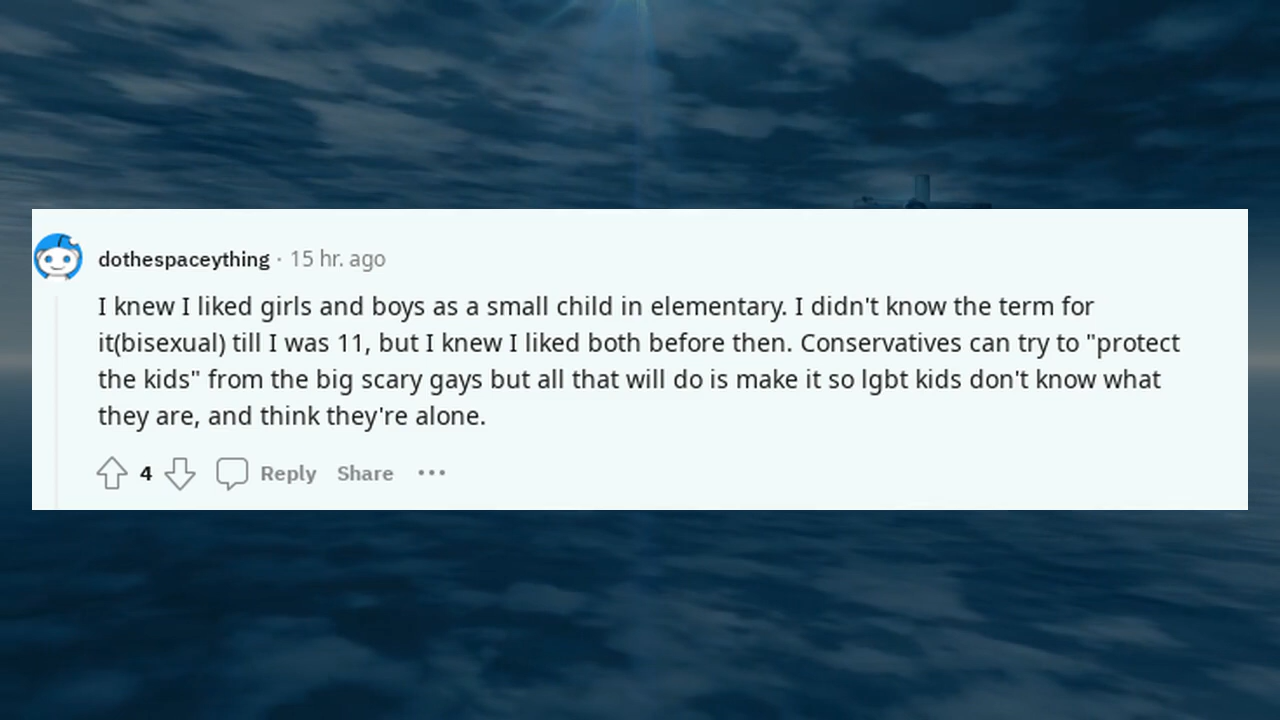 dothespaceything · 15 hr. ago
I knew I liked girls and boys as a small child in elementary. I didn't know the term for
it(bisexual) till I was 11, but I knew I liked both before then. Conservatives can try to "protect
the kids" from the big scary gays but all that will do is make it so lgbt kids don't know what
they are, and think they're alone.
4 Reply Share ···